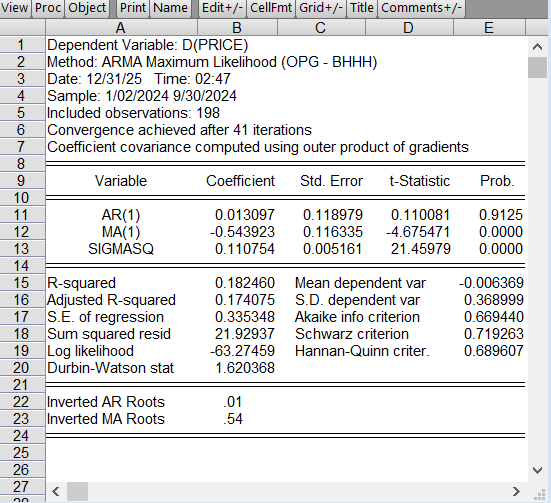 View Proc Object Print Name Edit+/- CellFmt Grid+/- Title Comments+/-
A B C D E
1 Dependent Variable: D(PRICE)
2 Method: ARMA Maximum Likelihood (OPG - BHHH)
3 Date: 12/31/25 Time: 02:47
4 Sample: 1/02/2024 9/30/2024
5 Included observations: 198
6 Convergence achieved after 41 iterations
7 Coefficient covariance computed using outer product of gradients
8
9 Variable Coefficient Std. Error t-Statistic Prob.
10
11 AR(1) 0.013097 0.118979 0.110081 0.9125
12 MA(1) -0.543923 0.116335 -4.675471 0.0000
13 SIGMASQ 0.110754 0.005161 21.45979 0.0000
14
15 R-squared 0.182460 Mean dependent var -0.006369
16 Adjusted R-squared 0.174075 S.D. dependent var 0.368999
17 S.E. of regression 0.335348 Akaike info criterion 0.669440
18 Sum squared resid 21.92937 Schwarz criterion 0.719263
19 Log likelihood -63.27459 Hannan-Quinn criter. 0.689607
20 Durbin-Watson stat 1.620368
21
22 Inverted AR Roots .01
23 Inverted MA Roots .54
24
25
26
27